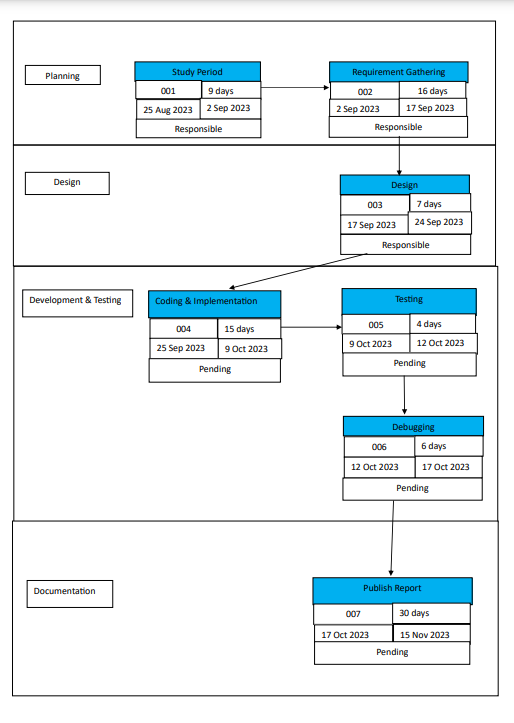 Planning
Study Period
001 9 days
25 Aug 2023 2 Sep 2023
Responsible
Requirement Gathering
002 16 days
2 Sep 2023 17 Sep 2023
Responsible
Design
Design
003 7 days
17 Sep 2023 24 Sep 2023
Responsible
Development & Testing
Coding & Implementation
004 15 days
25 Sep 2023 9 Oct 2023
Pending
Testing
005 4 days
9 Oct 2023 12 Oct 2023
Pending
Debugging
006 6 days
12 Oct 2023 17 Oct 2023
Pending
Documentation
Publish Report
007 30 days
17 Oct 2023 15 Nov 2023
Pending